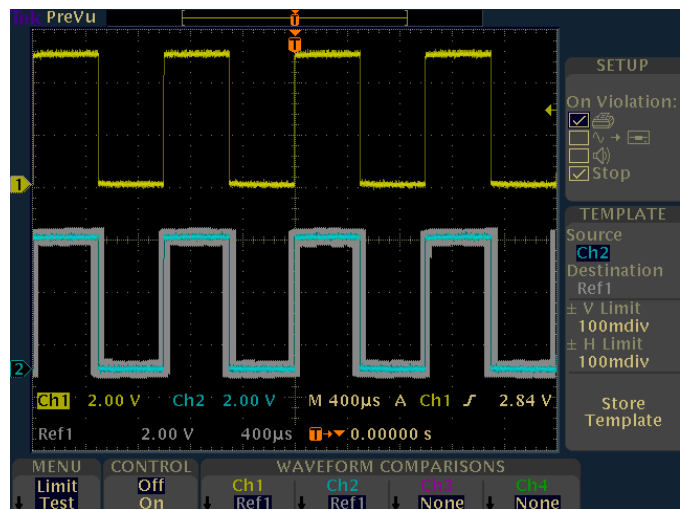 Tek PreVu
T
T
SETUP
On Violation:
Stop
1
TEMPLATE
Source
Ch2
Destination
Ref1
± V Limit
100mdiv
± H Limit
100mdiv
2
Ch1 2.00 V Ch2 2.00 V M 400µs A Ch1 2.84 V
Store
Template
Ref1 2.00 V 400µs T 0.00000 s
MENU CONTROL WAVEFORM COMPARISONS
Limit Off Ch1 Ch2 Ch3 Ch4
Test On Ref1 Ref1 None None